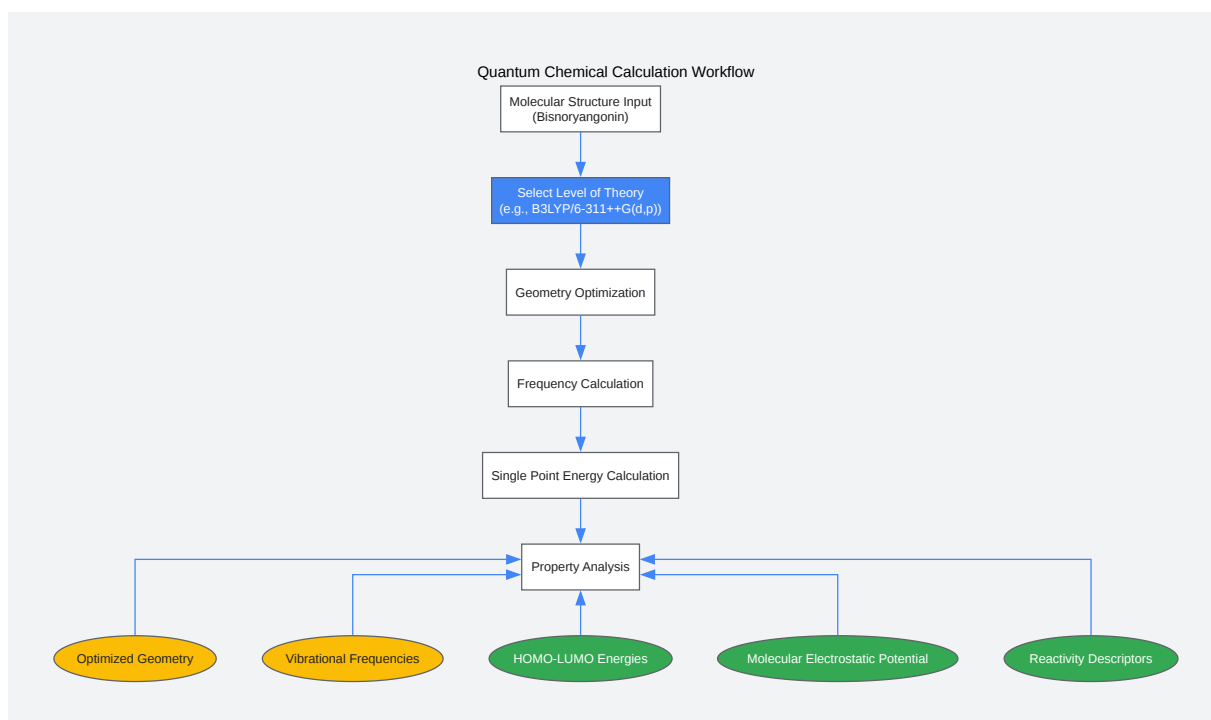 Quantum Chemical Calculation Workflow
Molecular Structure Input
(Bisnoryangonin)
Select Level of Theory
(e.g., B3LYP/6-311++G(d,p))
Geometry Optimization
Frequency Calculation
Single Point Energy Calculation
Property Analysis
Optimized Geometry
Vibrational Frequencies
HOMO-LUMO Energies
Molecular Electrostatic Potential
Reactivity Descriptors